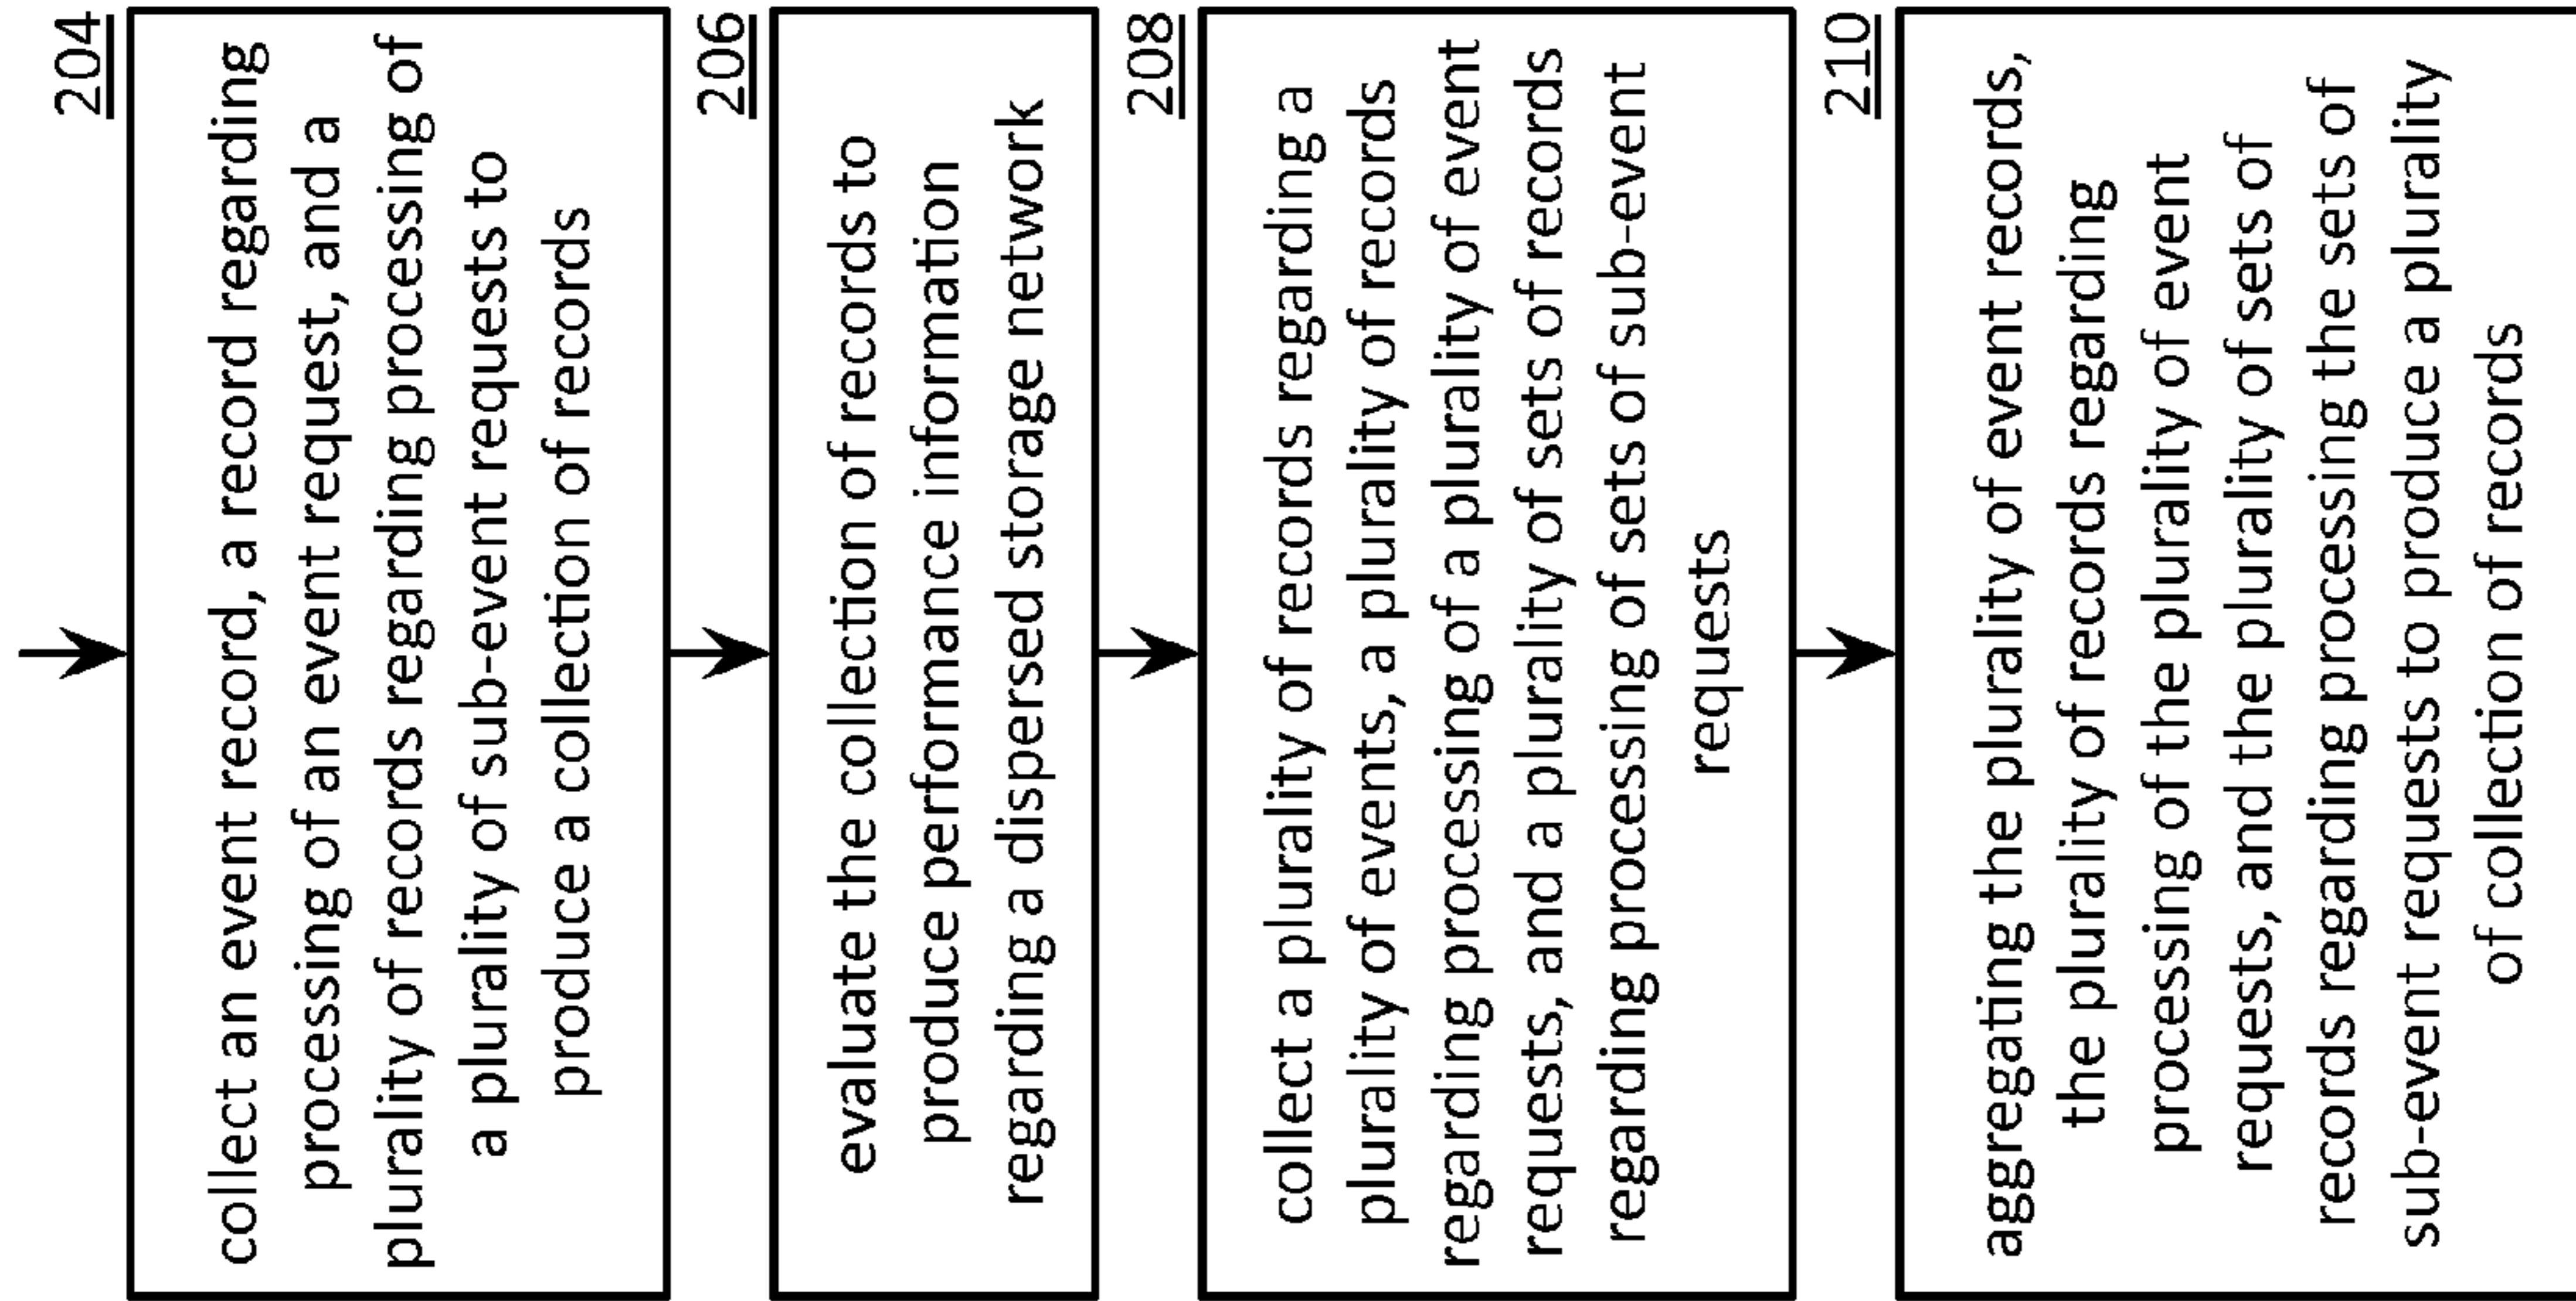 204
collect an event record, a record regarding
processing of an event request, and a
plurality of records regarding processing of
a plurality of sub-event requests to
produce a collection of records
206
evaluate the collection of records to
produce performance information
regarding a dispersed storage network
208
collect a plurality of records regarding a
plurality of events, a plurality of records
regarding processing of a plurality of event
requests, and a plurality of sets of records
regarding processing of sets of sub-event
requests
210
aggregating the plurality of event records,
the plurality of records regarding
processing of the plurality of event
requests, and the plurality of sets of
records regarding processing the sets of
sub-event requests to produce a plurality
of collection of records